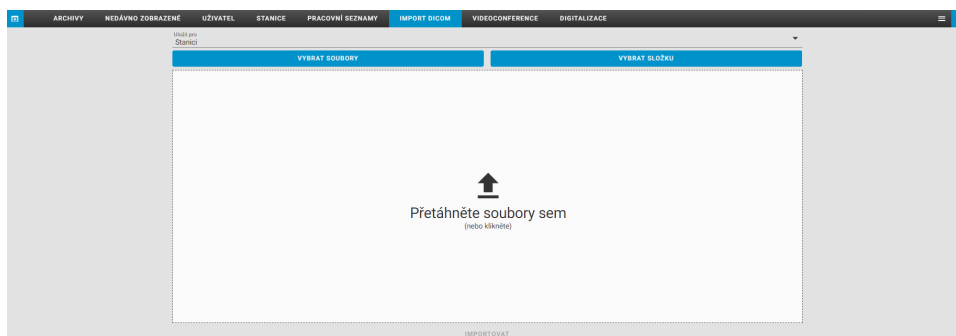 ARCHIVY NEDÁVNO ZOBRAZENÉ UŽIVATEL STANICE PRACOVNÍ SEZNAMY IMPORT DICOM VIDEOCONFERENCE DIGITALIZACE
Uložit pro
Stanici
VYBRAT SOUBORY VYBRAT SLOŽKU
Přetáhněte soubory sem
(nebo klikněte)
IMPORTOVAT